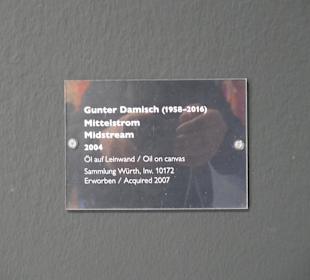 Gunter Damisch (1958–2016)
Mittelstrom
Midstream
2004
Öl auf Leinwand / Oil on canvas
Sammlung Würth, Inv. 10172
Erworben / Acquired 2007